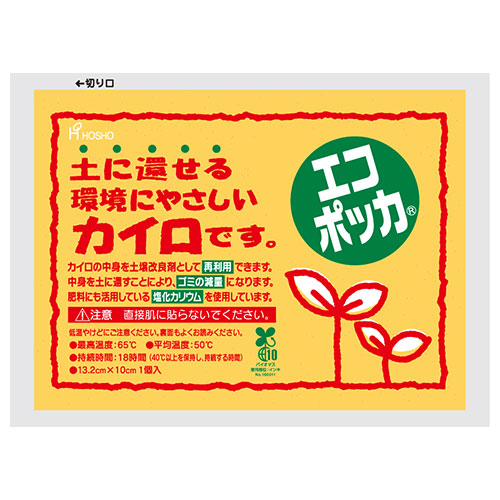 ←切り口
HOSHO
土に還せる
環境にやさしい
カイロです。
エコ
ポッカ®
カイロの中身を土壌改良剤として 再利用 できます。
中身を土に還すことにより、ゴミの減量 になります。
肥料にも活用している 塩化カリウム を使用しています。
⚠注意 直接肌に貼らないでください。
低温やけどにご注意ください。裏面もよくお読みください。
●最高温度:65℃ ●平均温度:50℃
●持続時間:18時間 (40℃以上を保持し、持続する時間)
●13.2cm×10cm 1個入
10
バイオマス